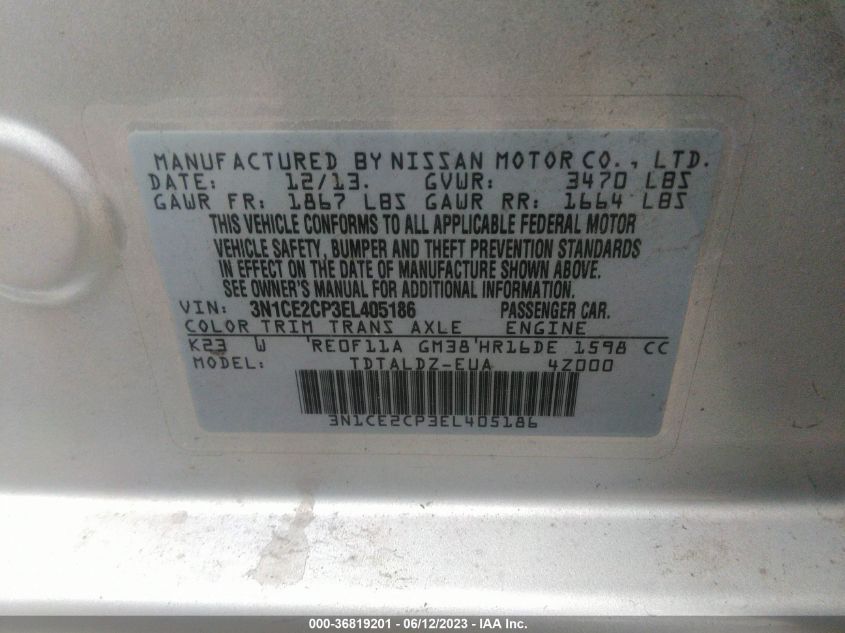 MANUFACTURED BY NISSAN MOTOR CO., LTD.
DATE: 12/13. GVWR: 3470 LBS
GAWR FR: 1867 LBS GAWR RR: 1664 LBS
THIS VEHICLE CONFORMS TO ALL APPLICABLE FEDERAL MOTOR
VEHICLE SAFETY, BUMPER AND THEFT PREVENTION STANDARDS
IN EFFECT ON THE DATE OF MANUFACTURE SHOWN ABOVE.
SEE OWNER'S MANUAL FOR ADDITIONAL INFORMATION.
VIN: 3N1CE2CP3EL405186 PASSENGER CAR.
COLOR TRIM TRANS AXLE ENGINE
K23 W 'RE0F11A GM38'HR16DE 1598 CC
MODEL: TDTALDZ-EUA 4Z000
3N1CE2CP3EL405186
000-36819201 - 06/12/2023 - IAA Inc.